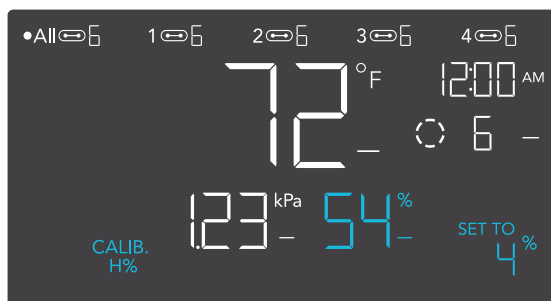 •All 6 1 6 2 6 3 6 4 6
72 °F 12:00 AM
6 –
1.23 kPa – 54 % –
CALIB. SET TO
H% 4 %